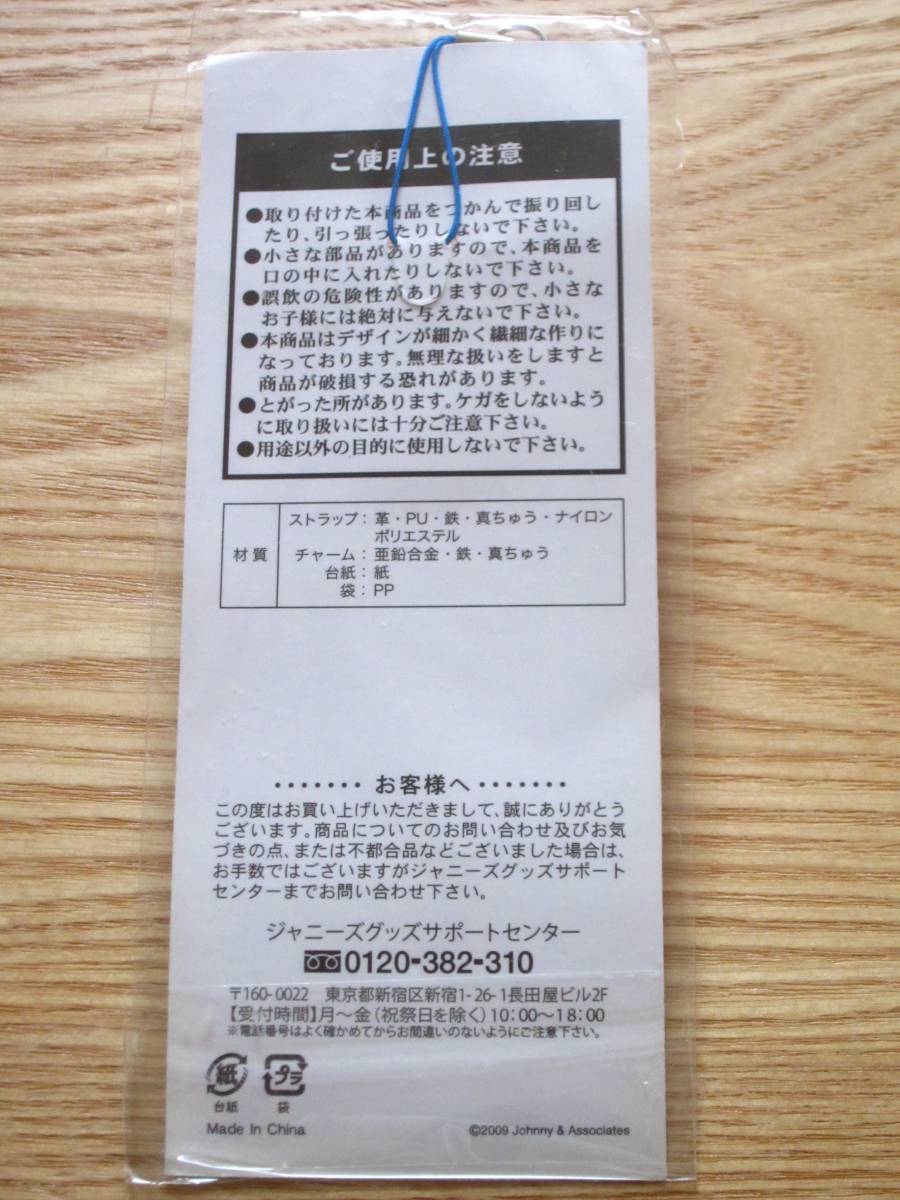 ご使用上の注意
●取り付けた本商品をつかんで振り回し
たり、引っ張ったりしないで下さい。
●小さな部品がありますので、本商品を
口の中に入れたりしないで下さい。
●誤飲の危険性がありますので、小さな
お子様には絶対に与えないで下さい。
●本商品はデザインが細かく繊細な作りに
なっております。無理な扱いをしますと
商品が破損する恐れがあります。
●とがった所があります。ケガをしないよう
に取り扱いには十分ご注意下さい。
●用途以外の目的に使用しないで下さい。
材質
ストラップ：革・PU・鉄・真ちゅう・ナイロン
ポリエステル
チャーム：亜鉛合金・鉄・真ちゅう
台紙：紙
袋：PP
・・・・・・・ お客様へ ・・・・・・・
この度はお買い上げいただきまして、誠にありがとう
ございます。商品についてのお問い合わせ及びお気
づきの点、または不都合品などございました場合は、
お手数ではございますがジャニーズグッズサポート
センターまでお問い合わせ下さい。
ジャニーズグッズサポートセンター
0120-382-310
〒160-0022 東京都新宿区新宿1-26-1長田屋ビル2F
【受付時間】月～金（祝祭日を除く）10:00～18:00
※電話番号はよく確かめてからお間違いのないようにご注意下さい。
紙 プラ
台紙 袋
Made In China
©2009 Johnny & Associates